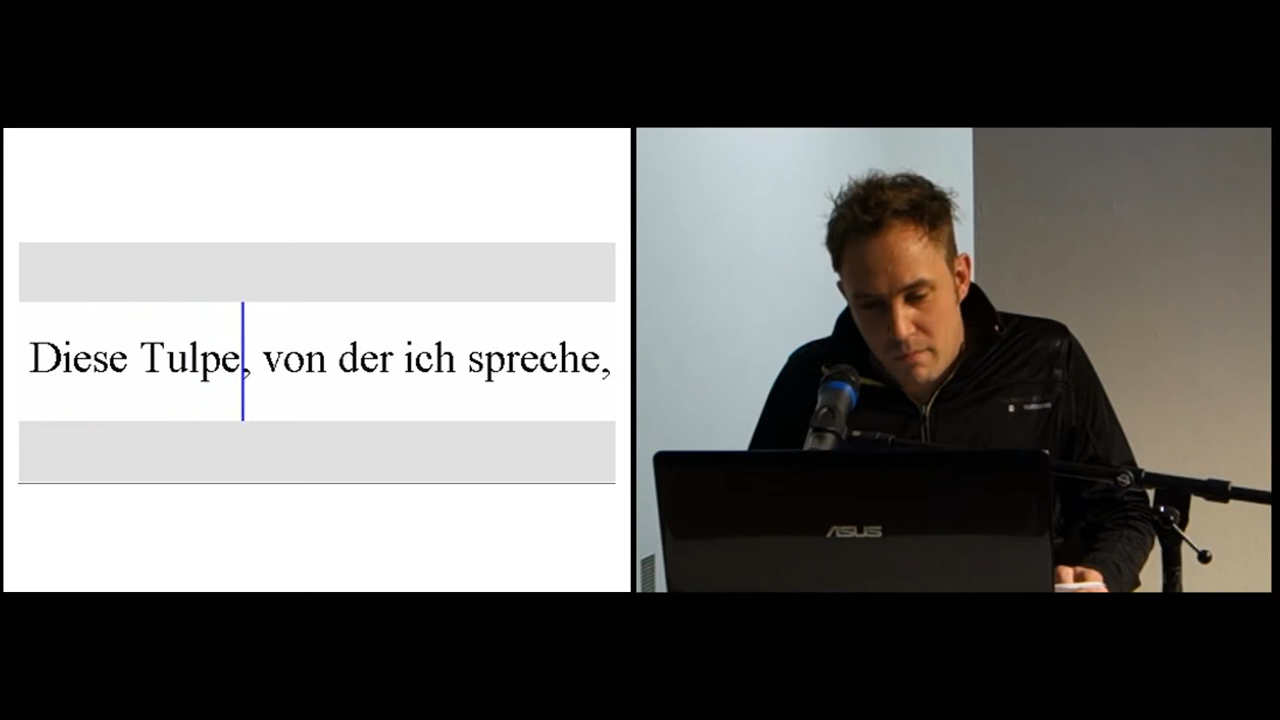 Diese Tulpe, von der ich spreche,
ASUS